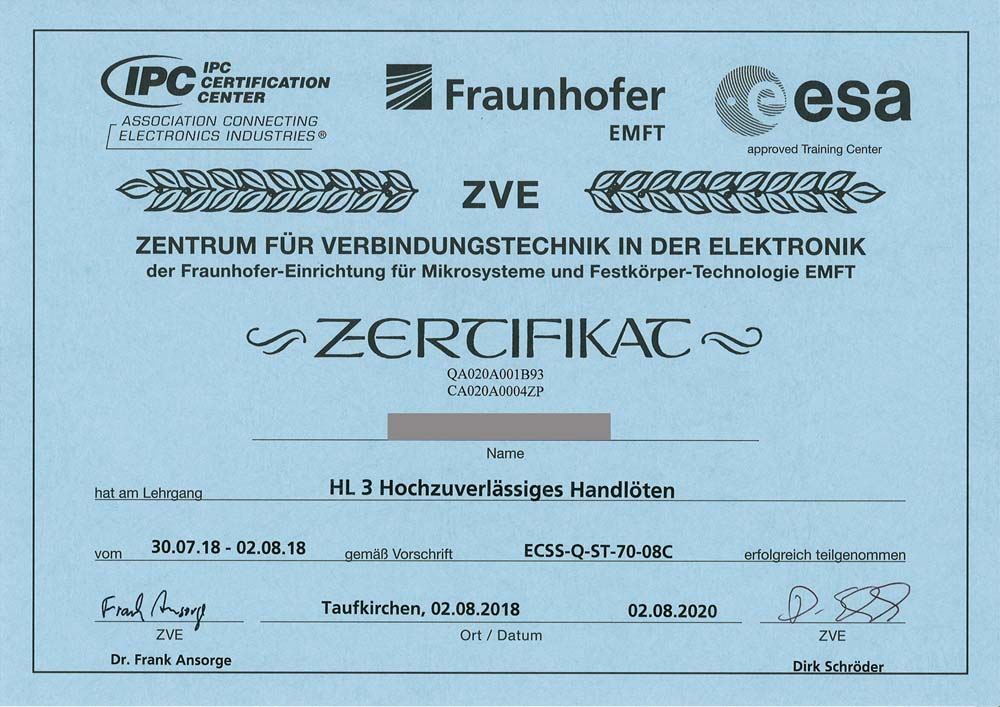 IPC IPC
CERTIFICATION
CENTER
ASSOCIATION CONNECTING
ELECTRONICS INDUSTRIES®
Fraunhofer
EMFT
esa
approved Training Center
ZVE
ZENTRUM FÜR VERBINDUNGSTECHNIK IN DER ELEKTRONIK
der Fraunhofer-Einrichtung für Mikrosysteme und Festkörper-Technologie EMFT
ZERTIFIKAT
QA020A001B93
CA020A0004ZP
Name
hat am Lehrgang HL 3 Hochzuverlässiges Handlöten
vom 30.07.18 - 02.08.18 gemäß Vorschrift ECSS-Q-ST-70-08C erfolgreich teilgenommen
Frank Ansorge Taufkirchen, 02.08.2018 02.08.2020
ZVE Ort / Datum ZVE
Dr. Frank Ansorge Dirk Schröder